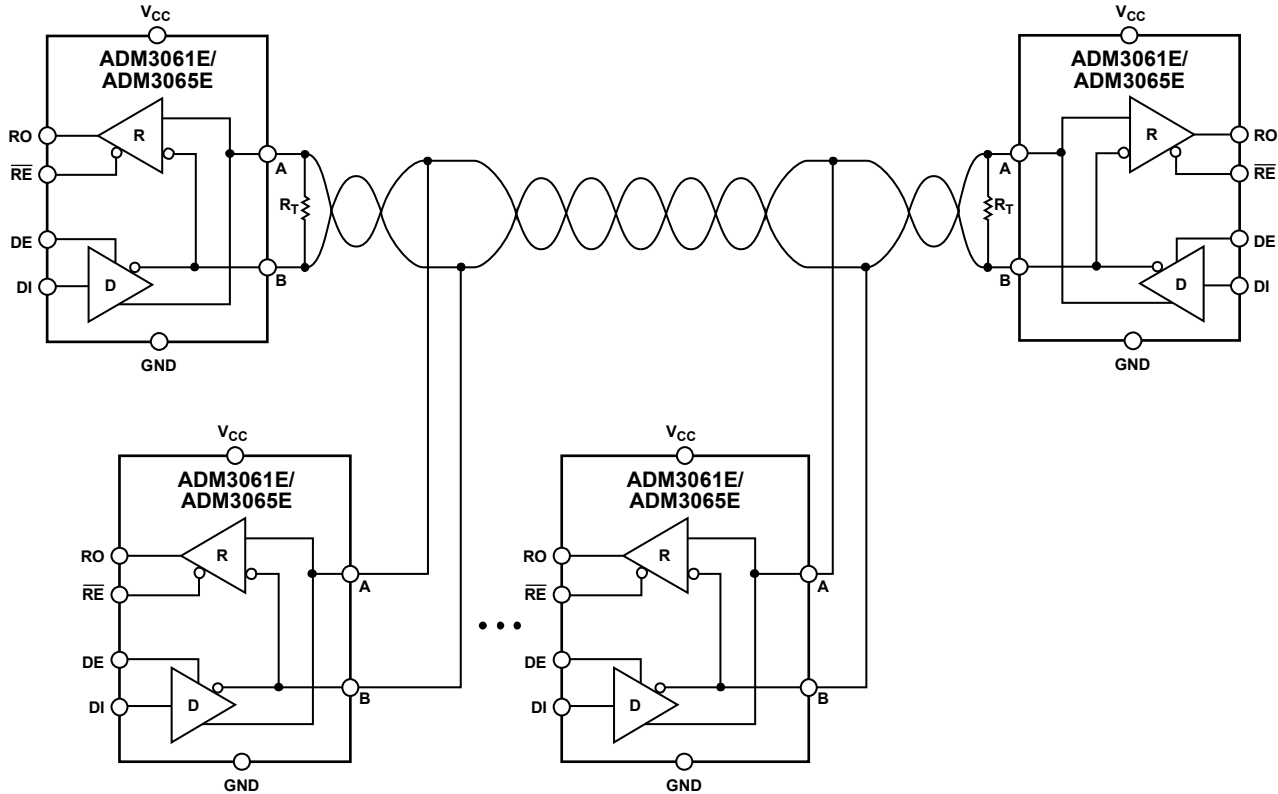 VCC
ADM3061E/
ADM3065E
R
RO
RE
A
RT
DE
DI
D
B
GND
VCC
ADM3061E/
ADM3065E
R
RO
RE
A
RT
DE
DI
D
B
GND
VCC
ADM3061E/
ADM3065E
R
RO
RE
A
DE
DI
D
B
GND
• • •
VCC
ADM3061E/
ADM3065E
R
RO
RE
A
DE
DI
D
B
GND